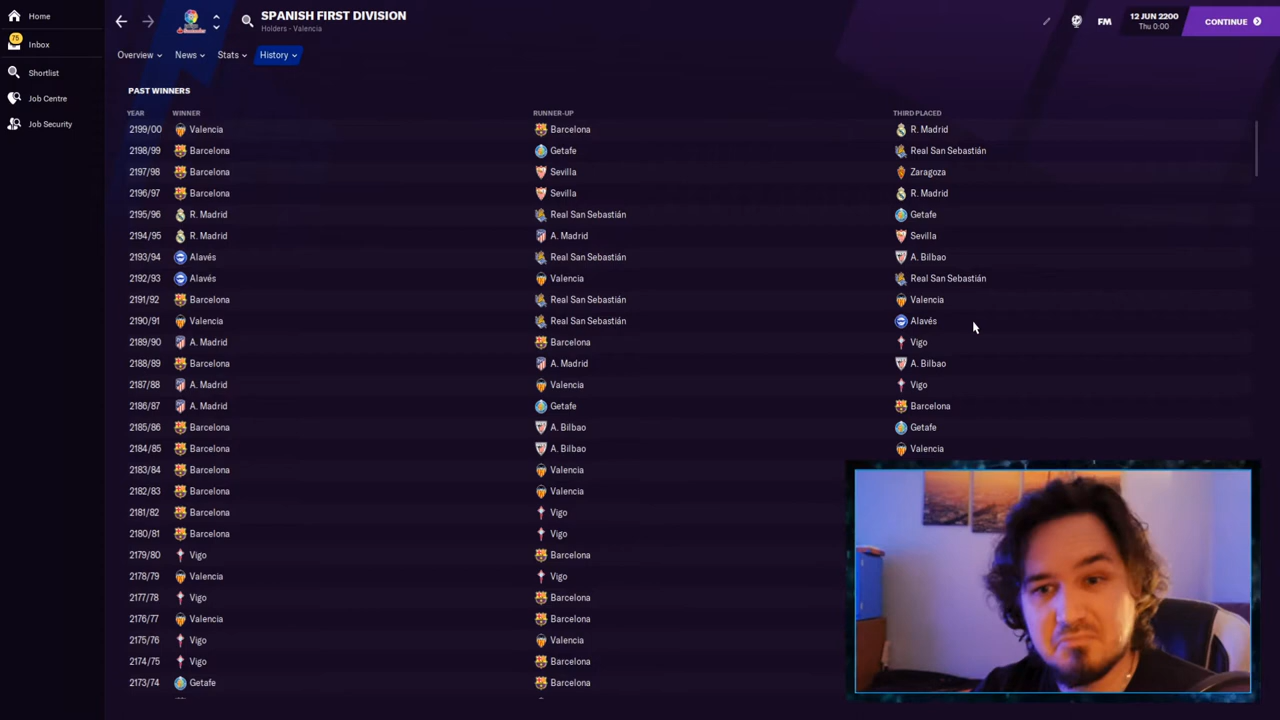 Home
75
Inbox
Shortlist
Job Centre
Job Security
SPANISH FIRST DIVISION
Holders - Valencia
FM
12 JUN 2200
Thu 0:00
CONTINUE
Overview News Stats History
PAST WINNERS
YEAR WINNER RUNNER-UP THIRD PLACED
2199/00 Valencia Barcelona R. Madrid
2198/99 Barcelona Getafe Real San Sebastián
2197/98 Barcelona Sevilla Zaragoza
2196/97 Barcelona Sevilla R. Madrid
2195/96 R. Madrid Real San Sebastián Getafe
2194/95 R. Madrid A. Madrid Sevilla
2193/94 Alavés Real San Sebastián A. Bilbao
2192/93 Alavés Valencia Real San Sebastián
2191/92 Barcelona Real San Sebastián Valencia
2190/91 Valencia Real San Sebastián Alavés
2189/90 A. Madrid Barcelona Vigo
2188/89 Barcelona A. Madrid A. Bilbao
2187/88 A. Madrid Valencia Vigo
2186/87 A. Madrid Getafe Barcelona
2185/86 Barcelona A. Bilbao Getafe
2184/85 Barcelona A. Bilbao Valencia
2183/84 Barcelona Valencia
2182/83 Barcelona Valencia
2181/82 Barcelona Vigo
2180/81 Barcelona Vigo
2179/80 Vigo Barcelona
2178/79 Valencia Vigo
2177/78 Vigo Barcelona
2176/77 Valencia Barcelona
2175/76 Vigo Valencia
2174/75 Vigo Barcelona
2173/74 Getafe Barcelona